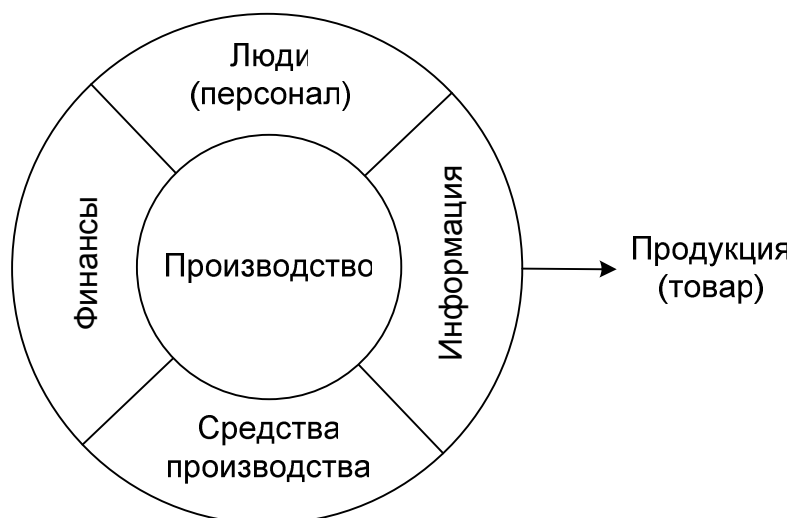 Люди
(персонал)
Финансы
Производство
Информация
Продукция
(товар)
Средства
производства